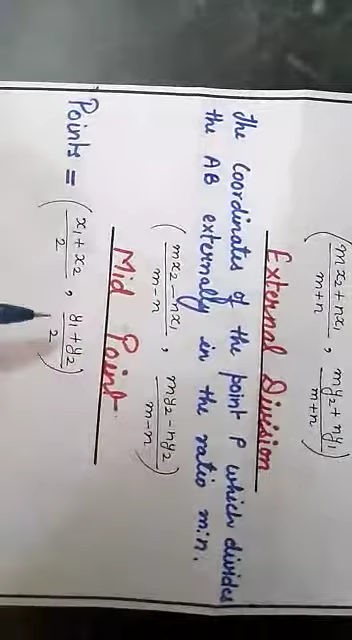 (mx₂+nx₁/m+n , my₂+ny₁/m+n)
External Division
The Coordinates of the point P which divides
the AB externally in the ratio m:n.
(mx₂-nx₁/m-n , my₂-ny₂/m-n)
Mid Point
Points = (x₁+x₂/2 , y₁+y₂/2)